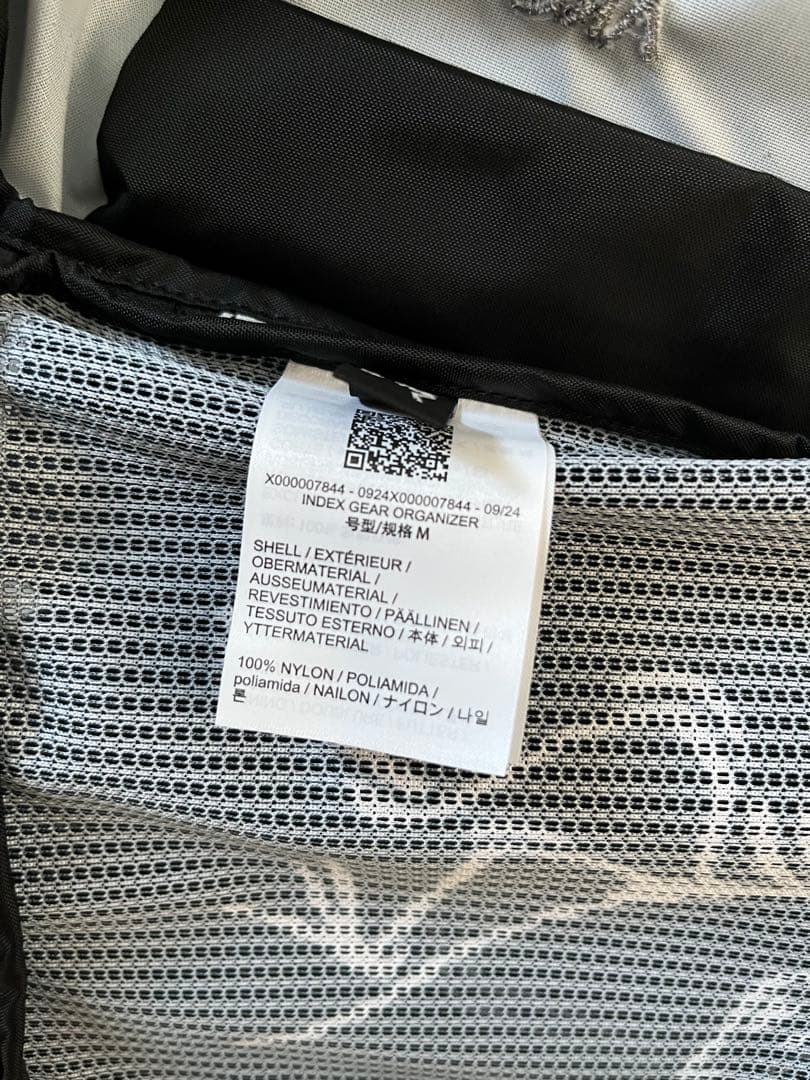 X000007844 - 0924X000007844 - 09/24
INDEX GEAR ORGANIZER
号型/规格 M
SHELL / EXTÉRIEUR /
OBERMATERIAL /
AUSSEUMATERIAL /
REVESTIMIENTO / PÄÄLLINEN /
TESSUTO ESTERNO / 本体 / 외피 /
YTTERMATERIAL
100% NYLON / POLIAMIDA /
poliamida / NAILON / ナイロン / 나일
론